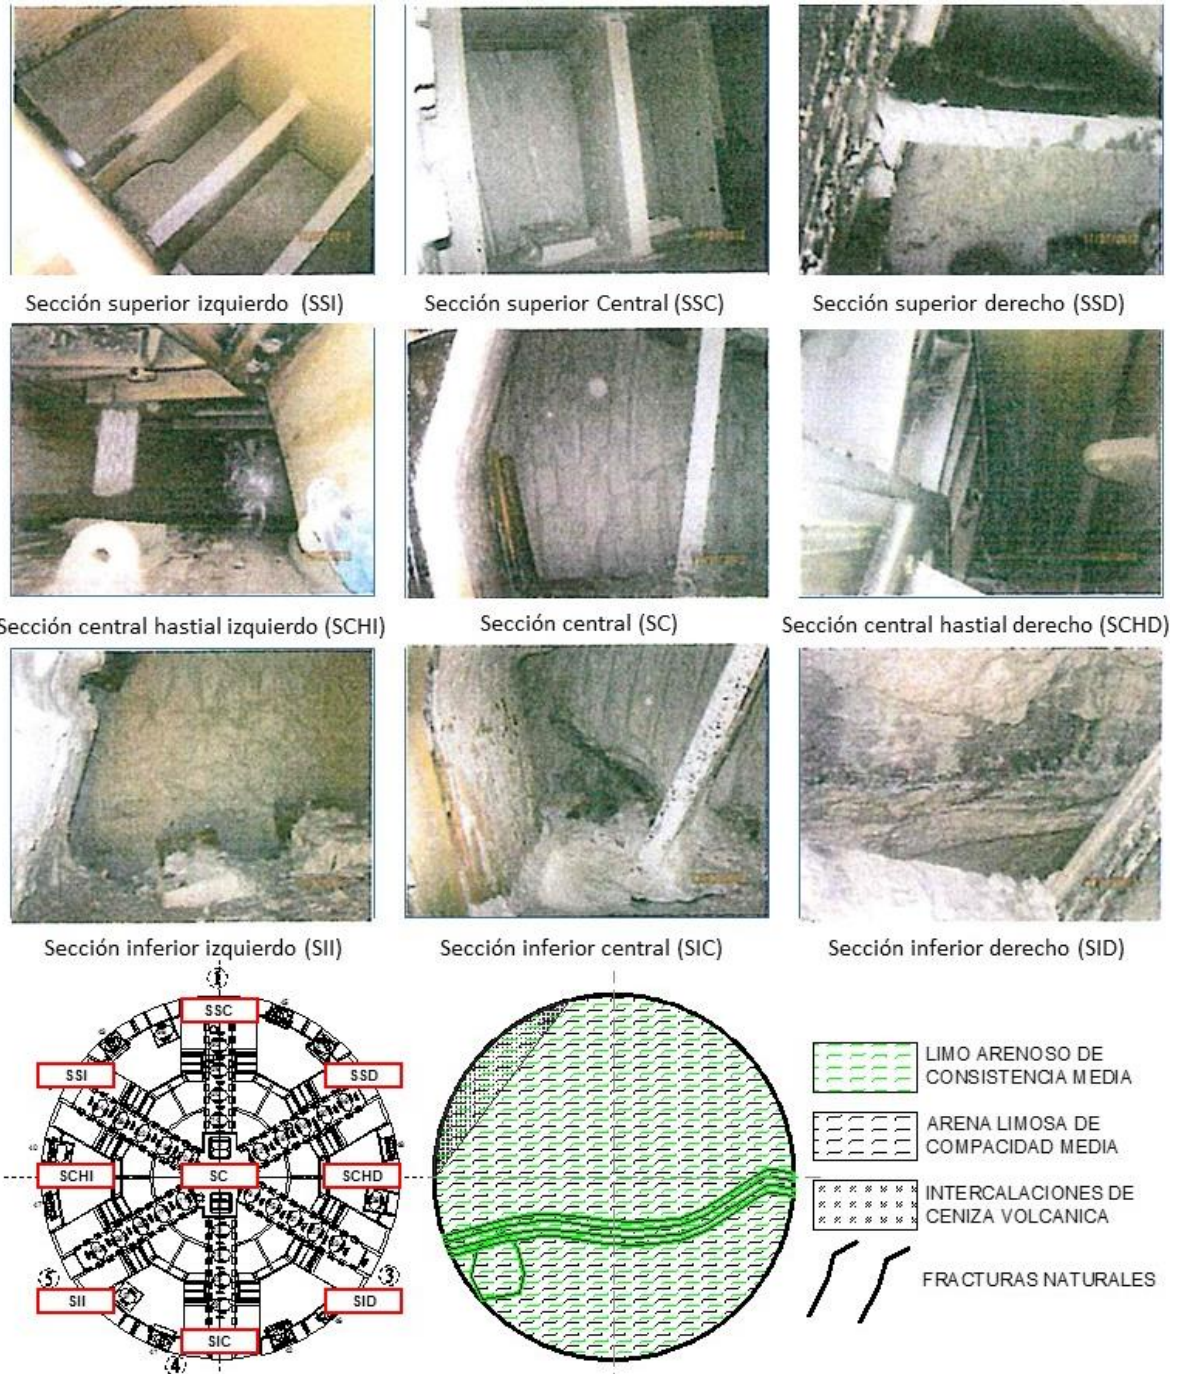 Sección superior izquierdo (SSI)
Sección superior Central (SSC)
Sección superior derecho (SSD)
Sección central hastial izquierdo (SCHI)
Sección central (SC)
Sección central hastial derecho (SCHD)
Sección inferior izquierdo (SII)
Sección inferior central (SIC)
Sección inferior derecho (SID)
1
SSC
SSI
SSD
SCHI
SC
SCHD
5
3
SII
SID
SIC
4
LIMO ARENOSO DE
CONSISTENCIA MEDIA
ARENA LIMOSA DE
COMPACIDAD MEDIA
INTERCALACIONES DE
CENIZA VOLCANICA
FRACTURAS NATURALES